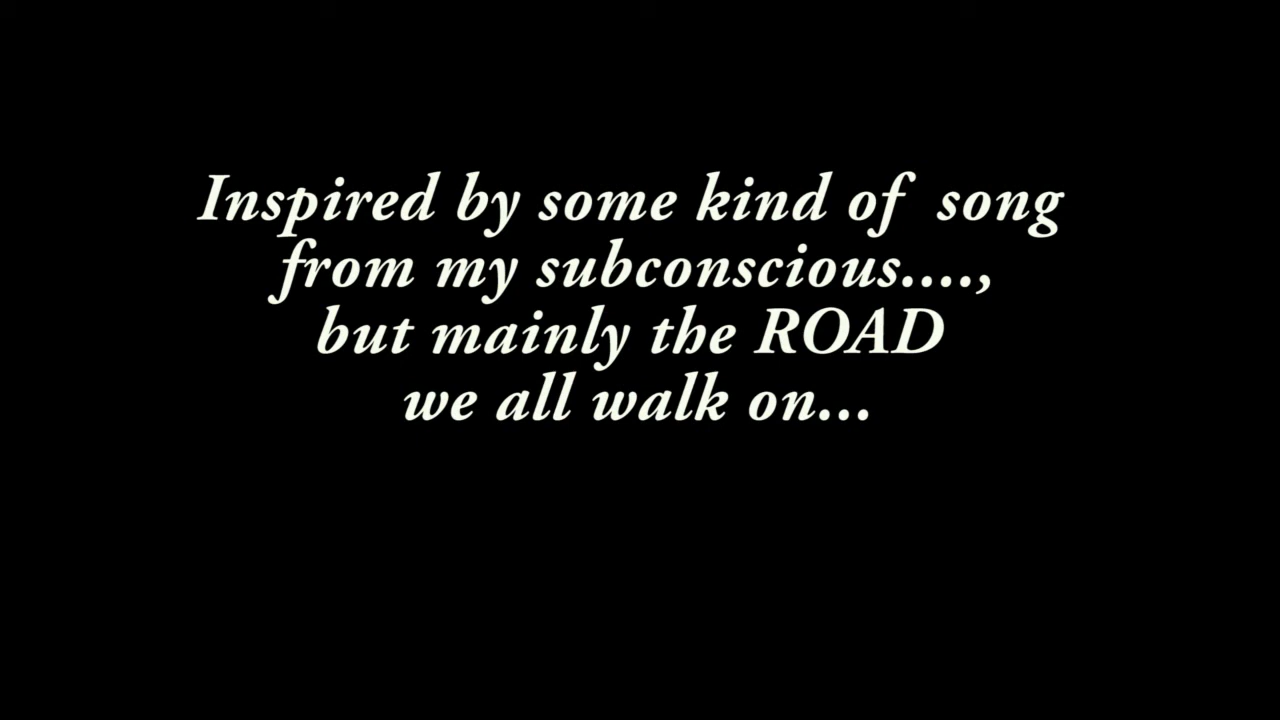 Inspired by some kind of song
from my subconscious....,
but mainly the ROAD
we all walk on...